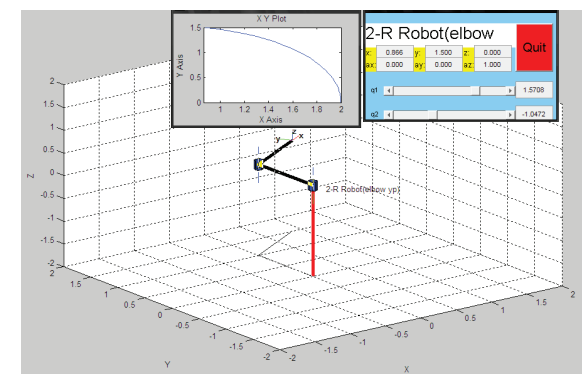 X Y Plot
1.5
1
0.5
0
Y Axis
1 1.2 1.4 1.6 1.8 2
X Axis
2-R Robot(elbow
x: 0.866 y: 1.500 z: 0.000
ax: 0.000 ay: 0.000 az: 1.000
Quit
q1 1.5708
q2 -1.0472
2
1.5
1
0.5
0
-0.5
-1
-1.5
-2
Z
z
y x
2-R Robot(elbow yp)
2
1.5
1
0.5
0
-0.5
-1
-1.5
-2
Y
-2
-1.5
-1
-0.5
0
0.5
1
1.5
2
X